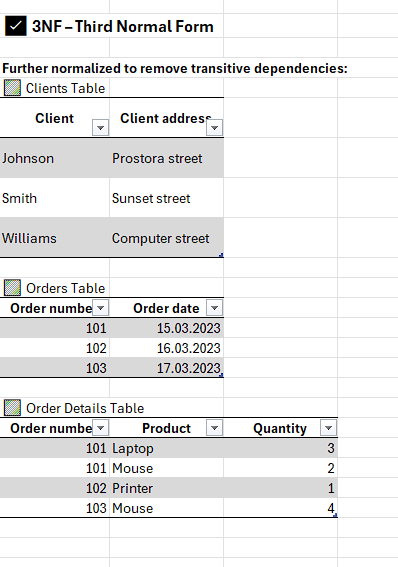 3NF – Third Normal Form
Further normalized to remove transitive dependencies:
Clients Table
Client Client address
Johnson Prostora street
Smith Sunset street
Williams Computer street
Orders Table
Order numbe Order date
101 15.03.2023
102 16.03.2023
103 17.03.2023
Order Details Table
Order numbe Product Quantity
101 Laptop 3
101 Mouse 2
102 Printer 1
103 Mouse 4